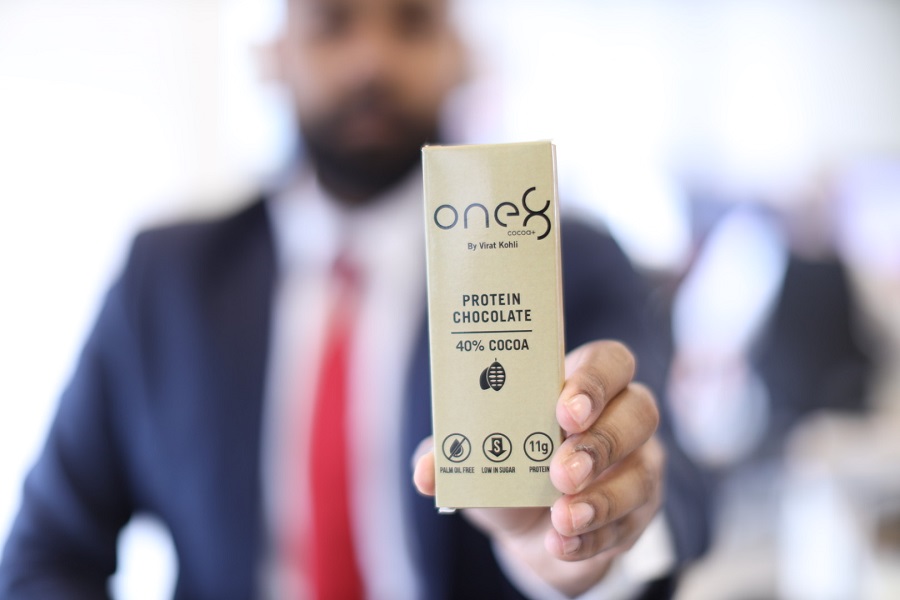 one8
cocoa+
By Virat Kohli
PROTEIN
CHOCOLATE
40% COCOA
S
11g
PALM OIL FREE
LOW IN SUGAR
PROTEIN